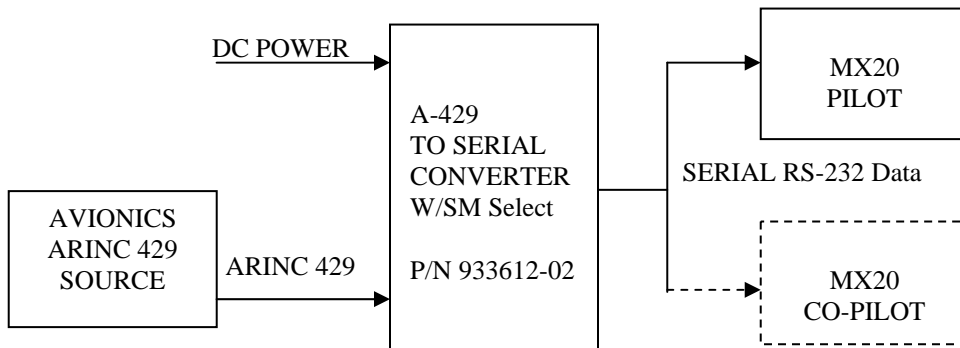 DC POWER
A-429
TO SERIAL
CONVERTER
W/SM Select
P/N 933612-02
MX20
PILOT
SERIAL RS-232 Data
AVIONICS
ARINC 429
SOURCE
ARINC 429
MX20
CO-PILOT